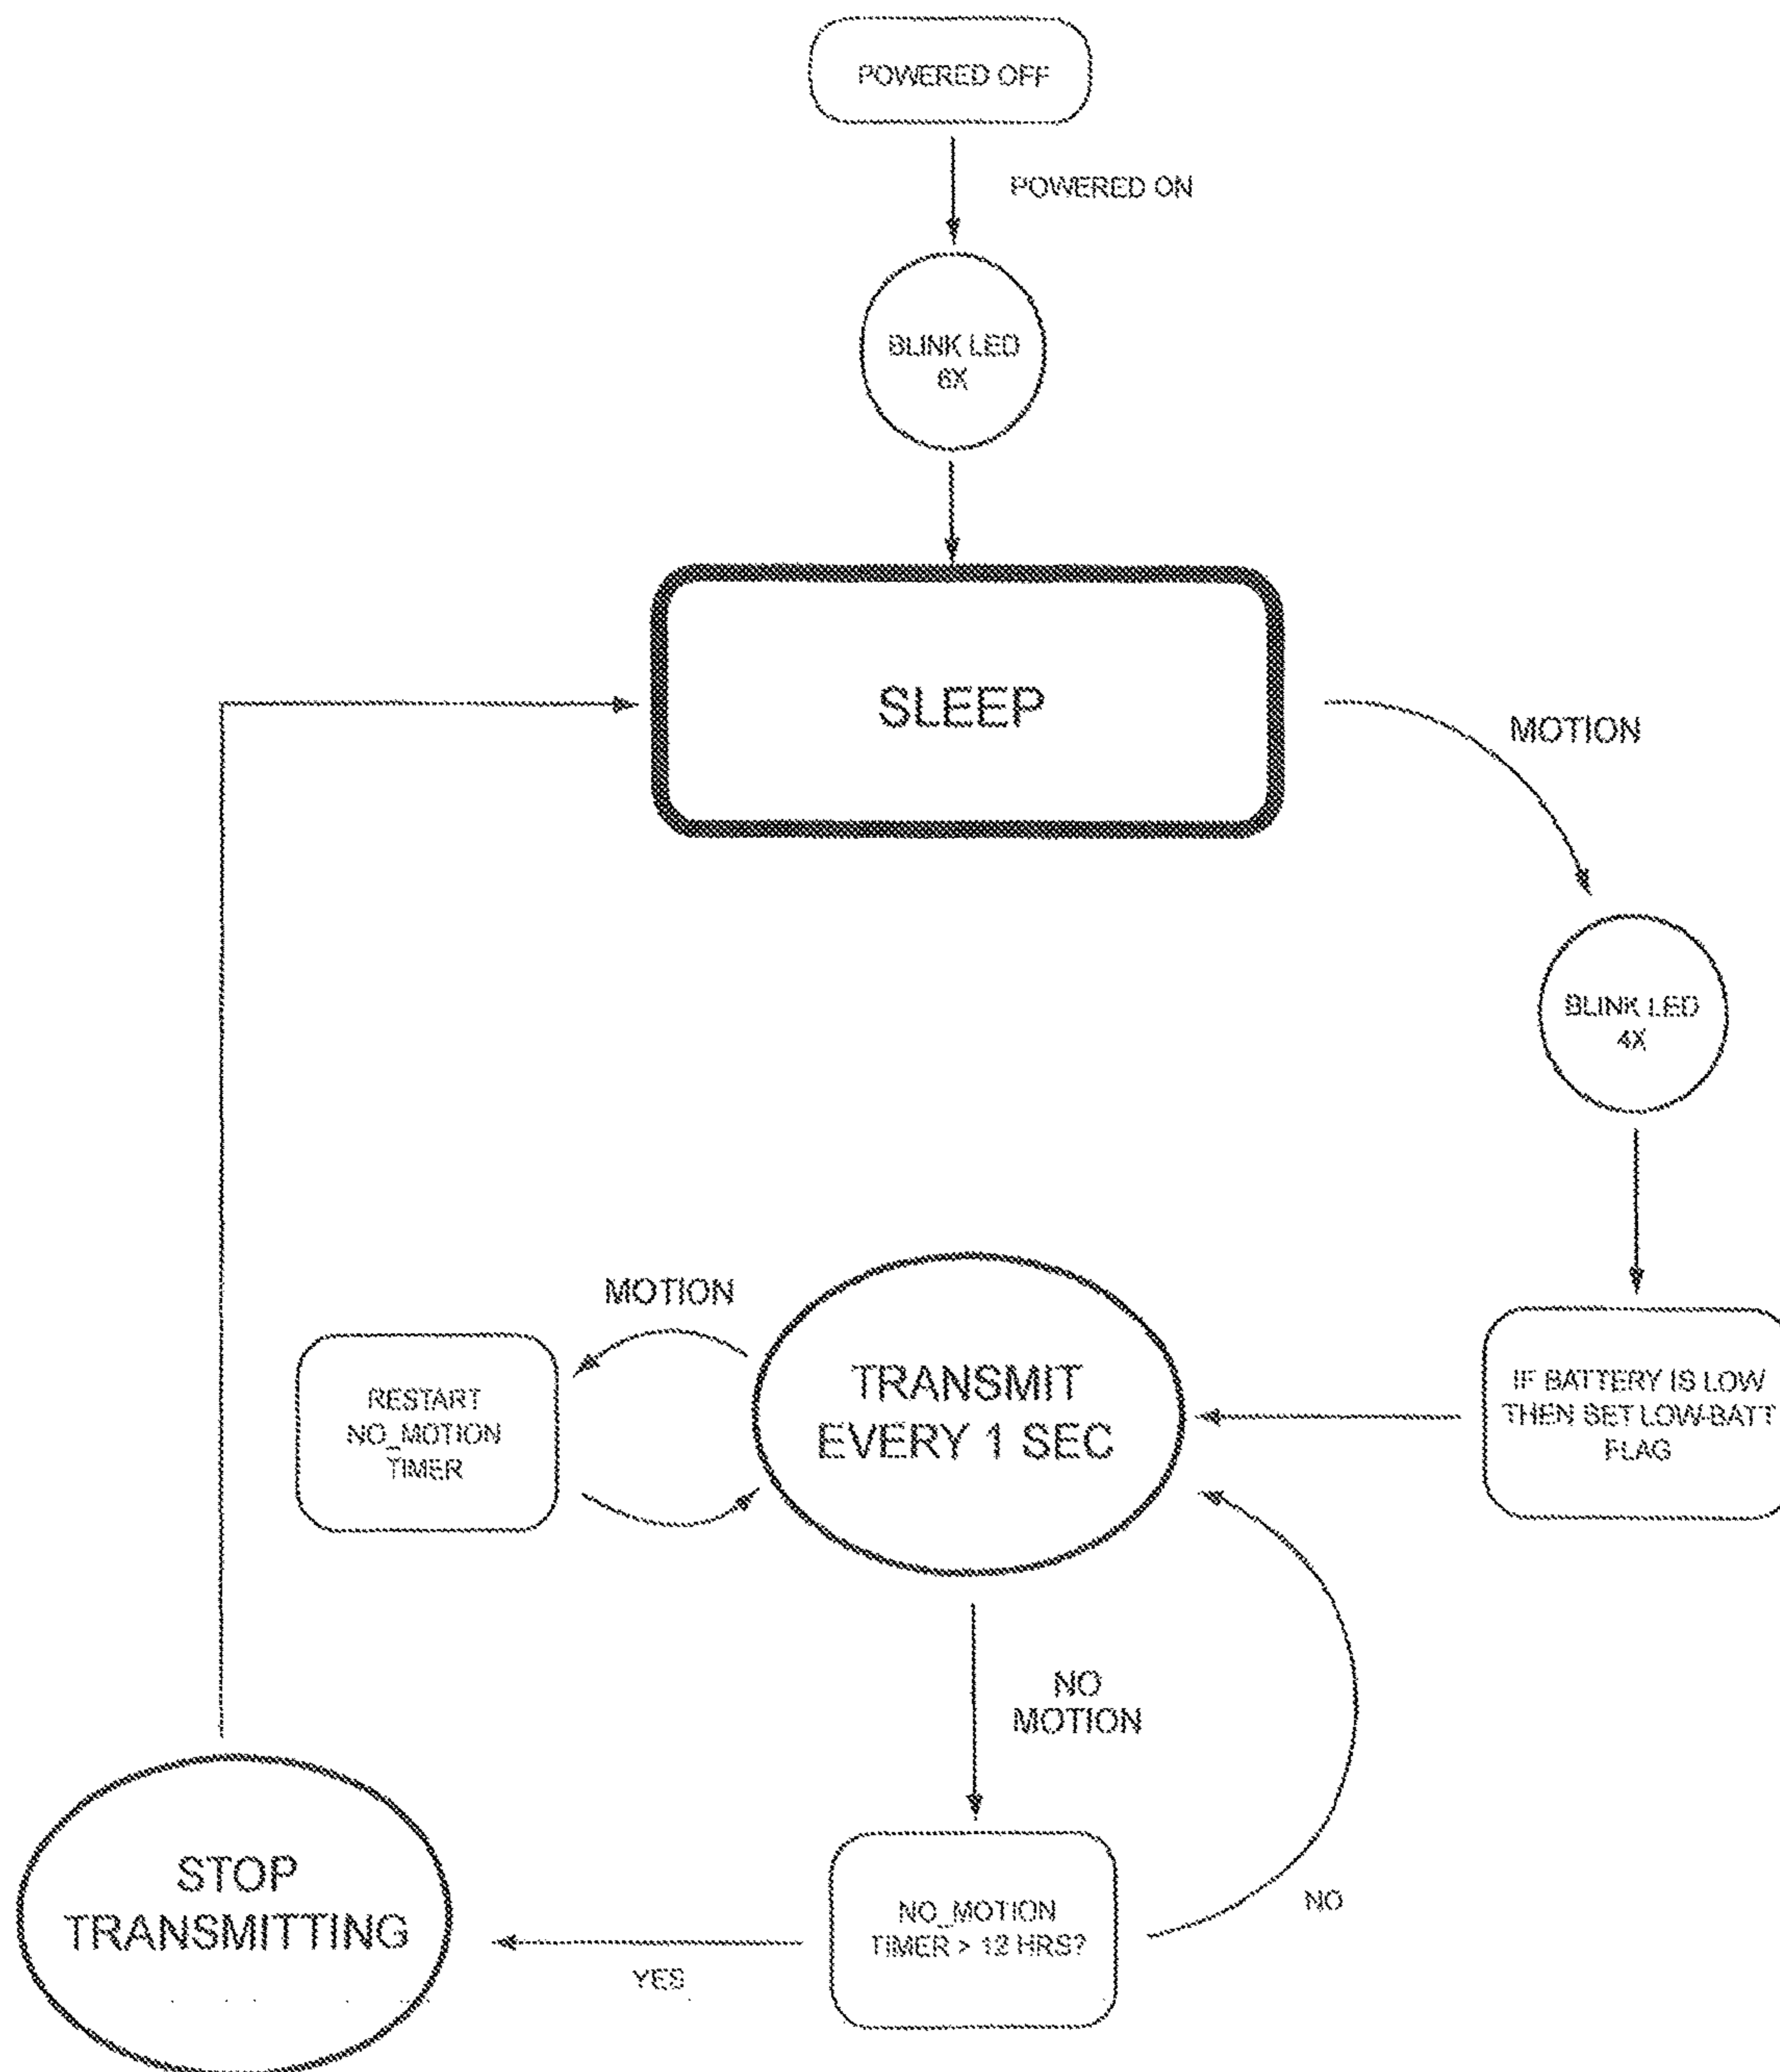 POWERED OFF
POWERED ON
BLINK LED
6X
SLEEP
MOTION
BLINK LED
4X
MOTION
TRANSMIT
EVERY 1 SEC
RESTART
NO_MOTION
TIMER
IF BATTERY IS LOW
THEN SET LOW-BATT
FLAG
NO
MOTION
STOP
TRANSMITTING
NO_MOTION
TIMER > 12 HRS?
NO
YES